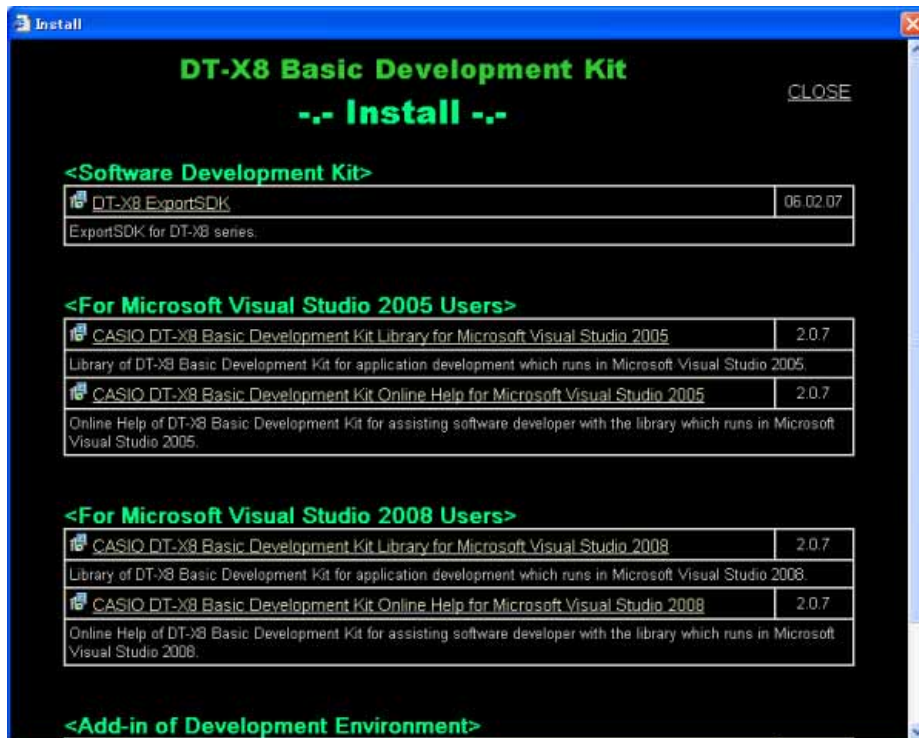 Install
DT-X8 Basic Development Kit
-.- Install -.-
CLOSE
<Software Development Kit>
DT-X8 ExportSDK
06.02.07
ExportSDK for DT-X8 series.
<For Microsoft Visual Studio 2005 Users>
CASIO DT-X8 Basic Development Kit Library for Microsoft Visual Studio 2005
2.0.7
Library of DT-X8 Basic Development Kit for application development which runs in Microsoft Visual Studio 2005.
CASIO DT-X8 Basic Development Kit Online Help for Microsoft Visual Studio 2005
2.0.7
Online Help of DT-X8 Basic Development Kit for assisting software developer with the library which runs in Microsoft
Visual Studio 2005.
<For Microsoft Visual Studio 2008 Users>
CASIO DT-X8 Basic Development Kit Library for Microsoft Visual Studio 2008
2.0.7
Library of DT-X8 Basic Development Kit for application development which runs in Microsoft Visual Studio 2008.
CASIO DT-X8 Basic Development Kit Online Help for Microsoft Visual Studio 2008
2.0.7
Online Help of DT-X8 Basic Development Kit for assisting software developer with the library which runs in Microsoft
Visual Studio 2008.
<Add-in of Development Environment>